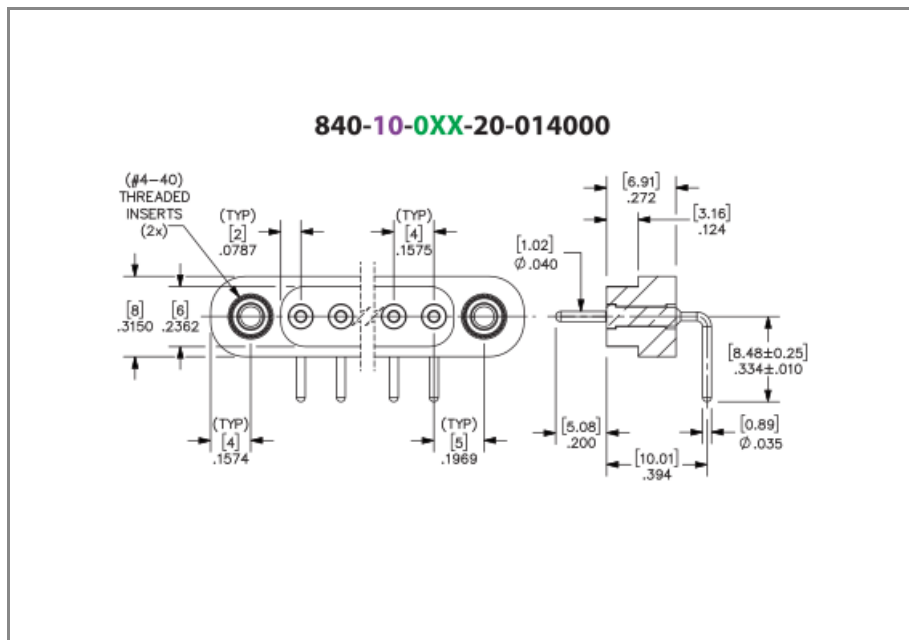 840-10-0XX-20-014000
(#4-40)
THREADED
INSERTS
(2x)
(TYP)
[2]
.0787
(TYP)
[4]
.1575
[6.91]
.272
[3.16]
.124
[1.02]
Ø.040
[8]
.3150
[6]
.2362
[8.48±0.25]
.334±.010
(TYP)
[4]
.1574
(TYP)
[5]
.1969
[5.08]
.200
[0.89]
Ø.035
[10.01]
.394